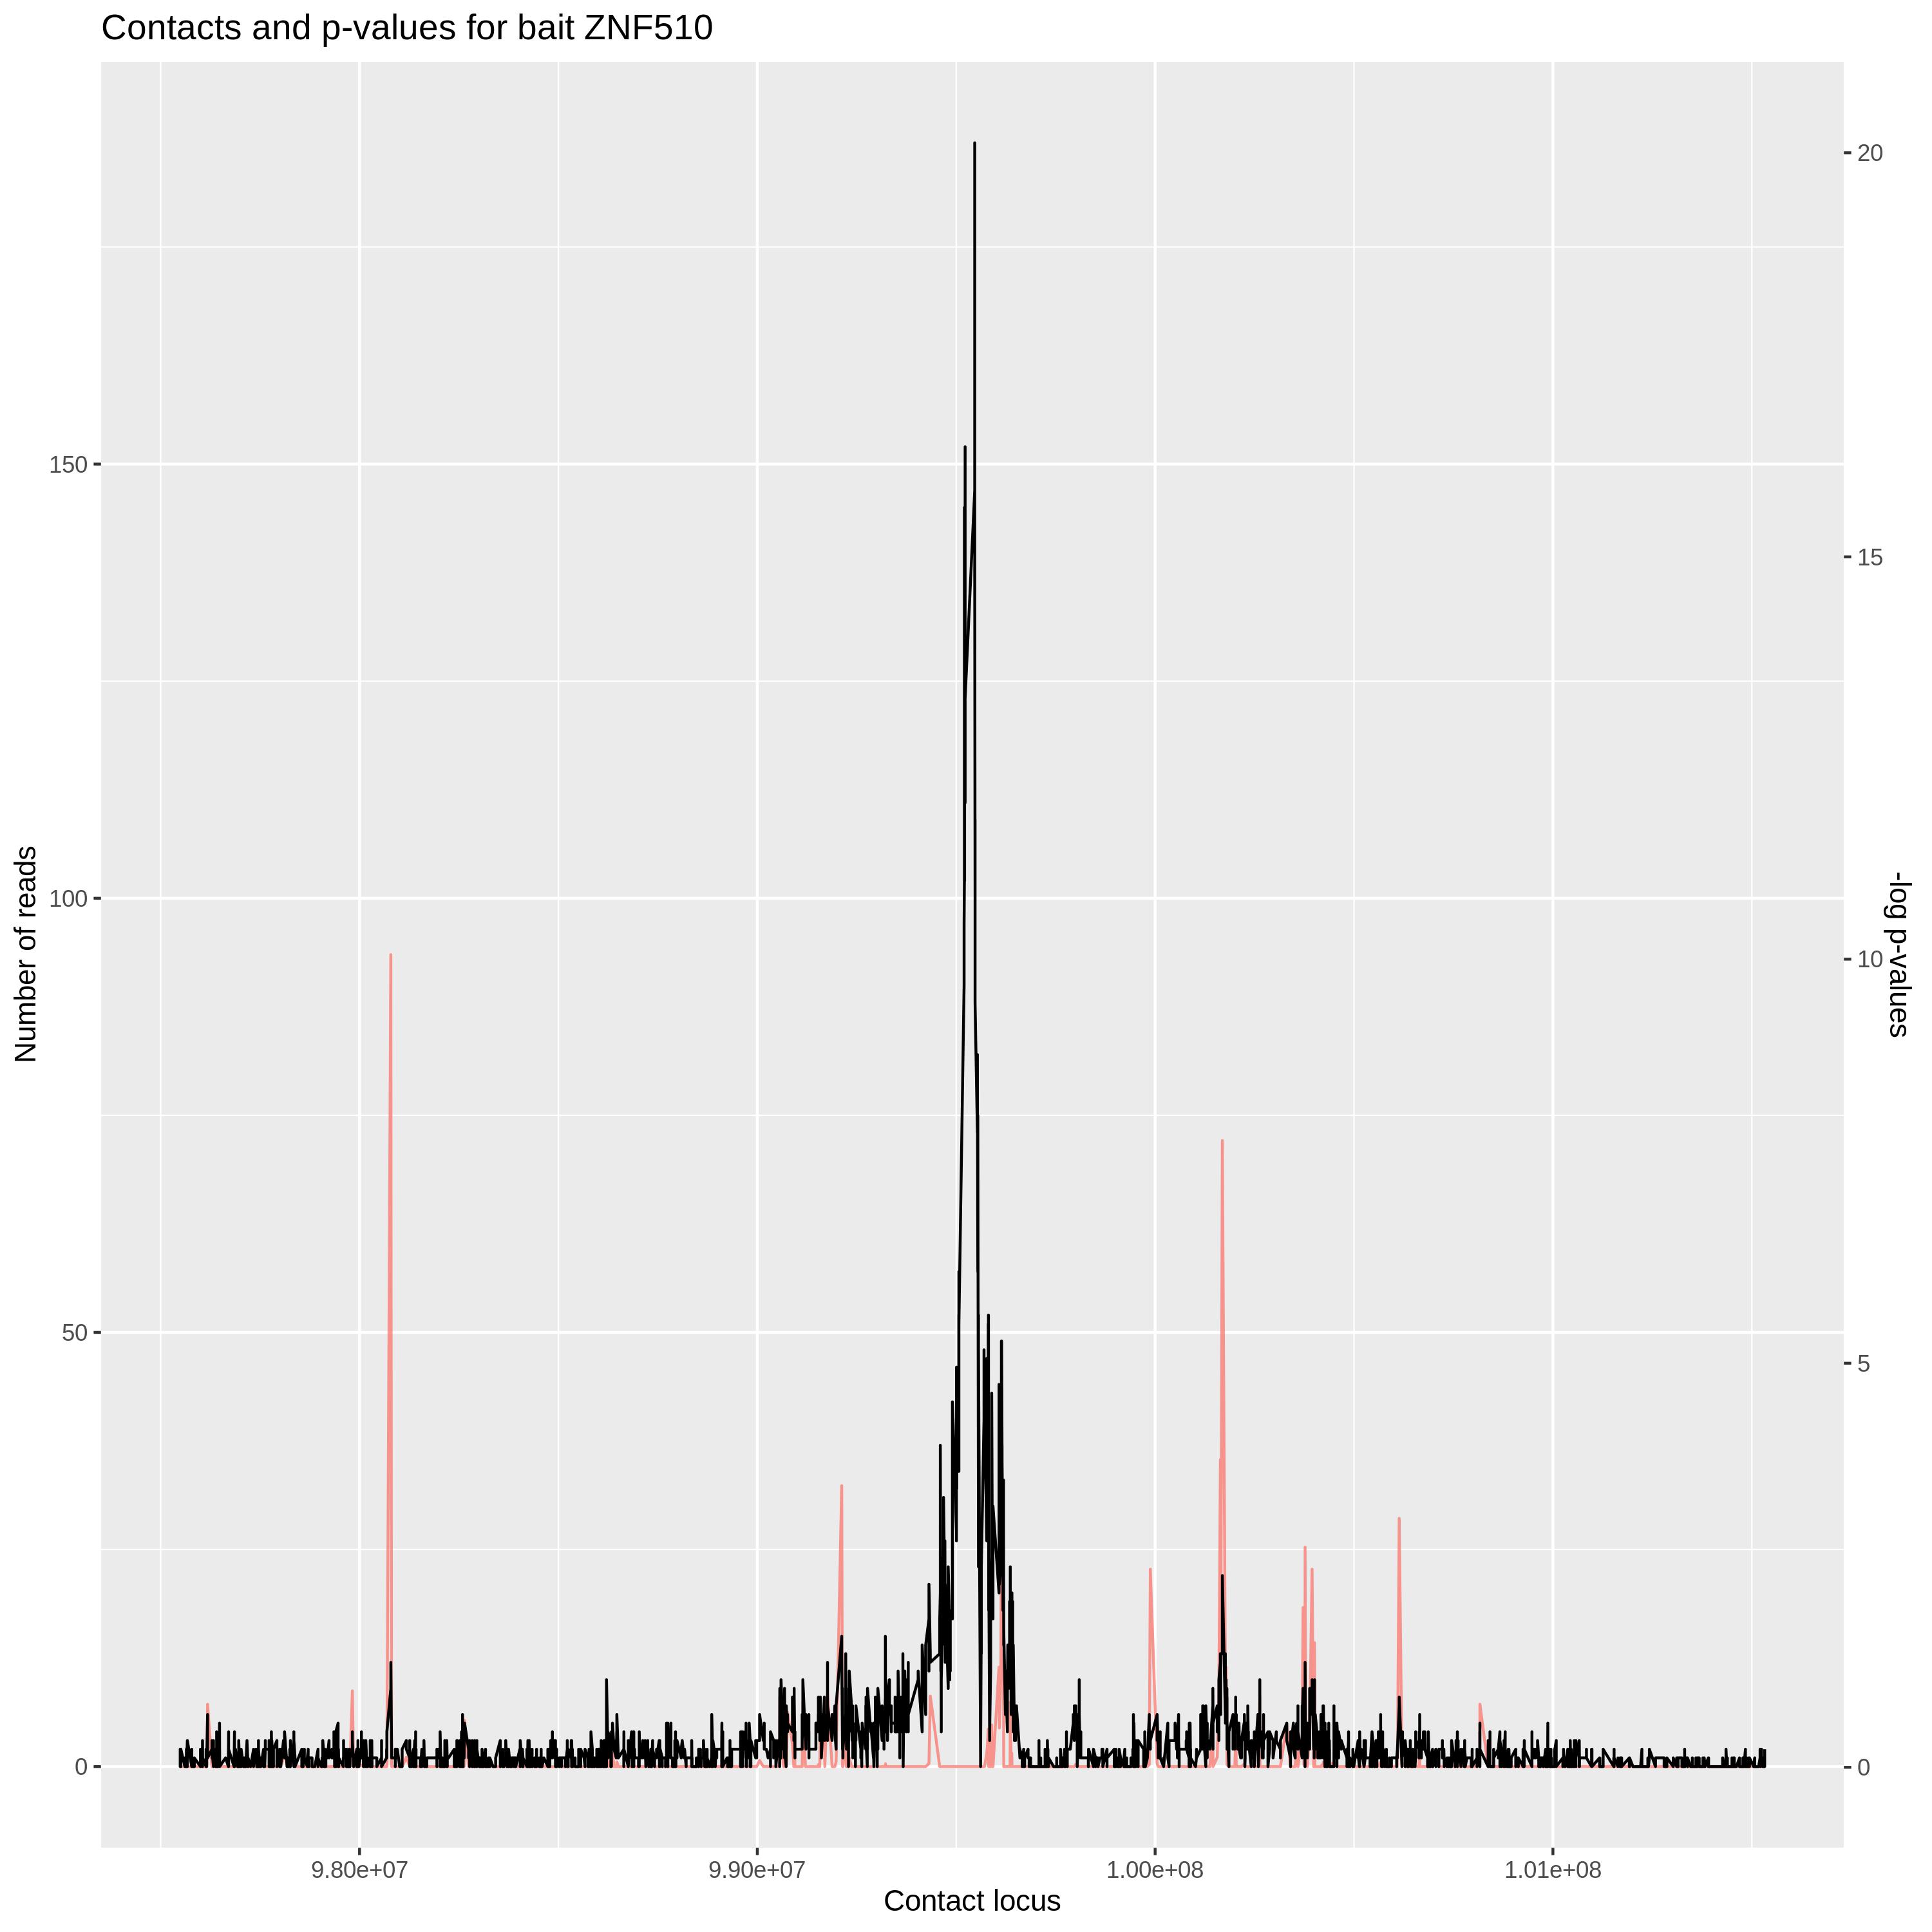 Contacts and p-values for bait ZNF510
Number of reads
150
100
50
0
20
15
10
5
0
-log p-values
9.80e+07
9.90e+07
1.00e+08
1.01e+08
Contact locus